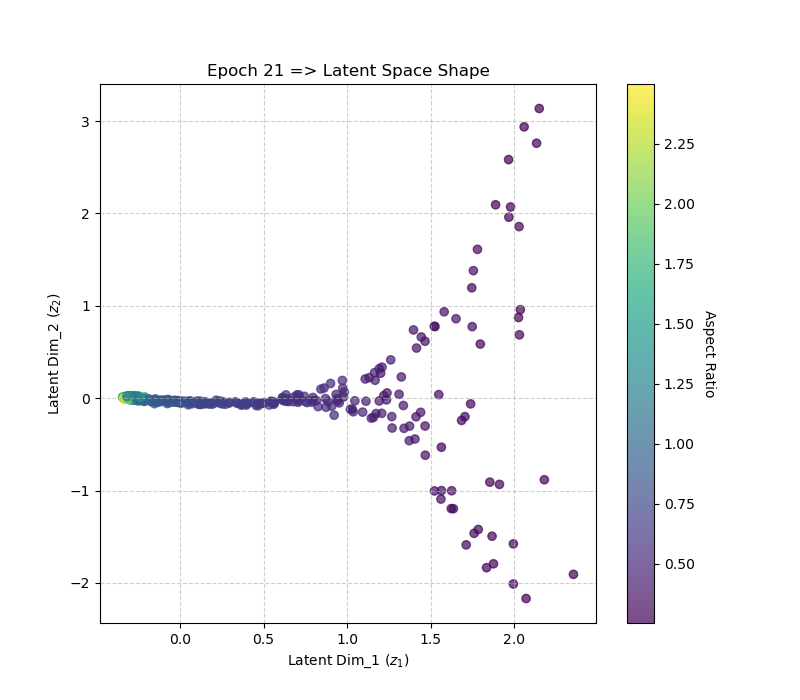 Epoch 21 => Latent Space Shape
3
2
1
0
−1
−2
Latent Dim_2 (z₂)
0.0 0.5 1.0 1.5 2.0
Latent Dim_1 (z₁)
2.25
2.00
1.75
1.50
1.25
1.00
0.75
0.50
Aspect Ratio